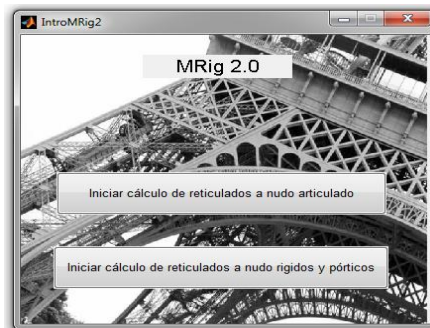 IntroMRig2
MRig 2.0
Iniciar cálculo de reticulados a nudo articulado
Iniciar cálculo de reticulados a nudo rigidos y pórticos